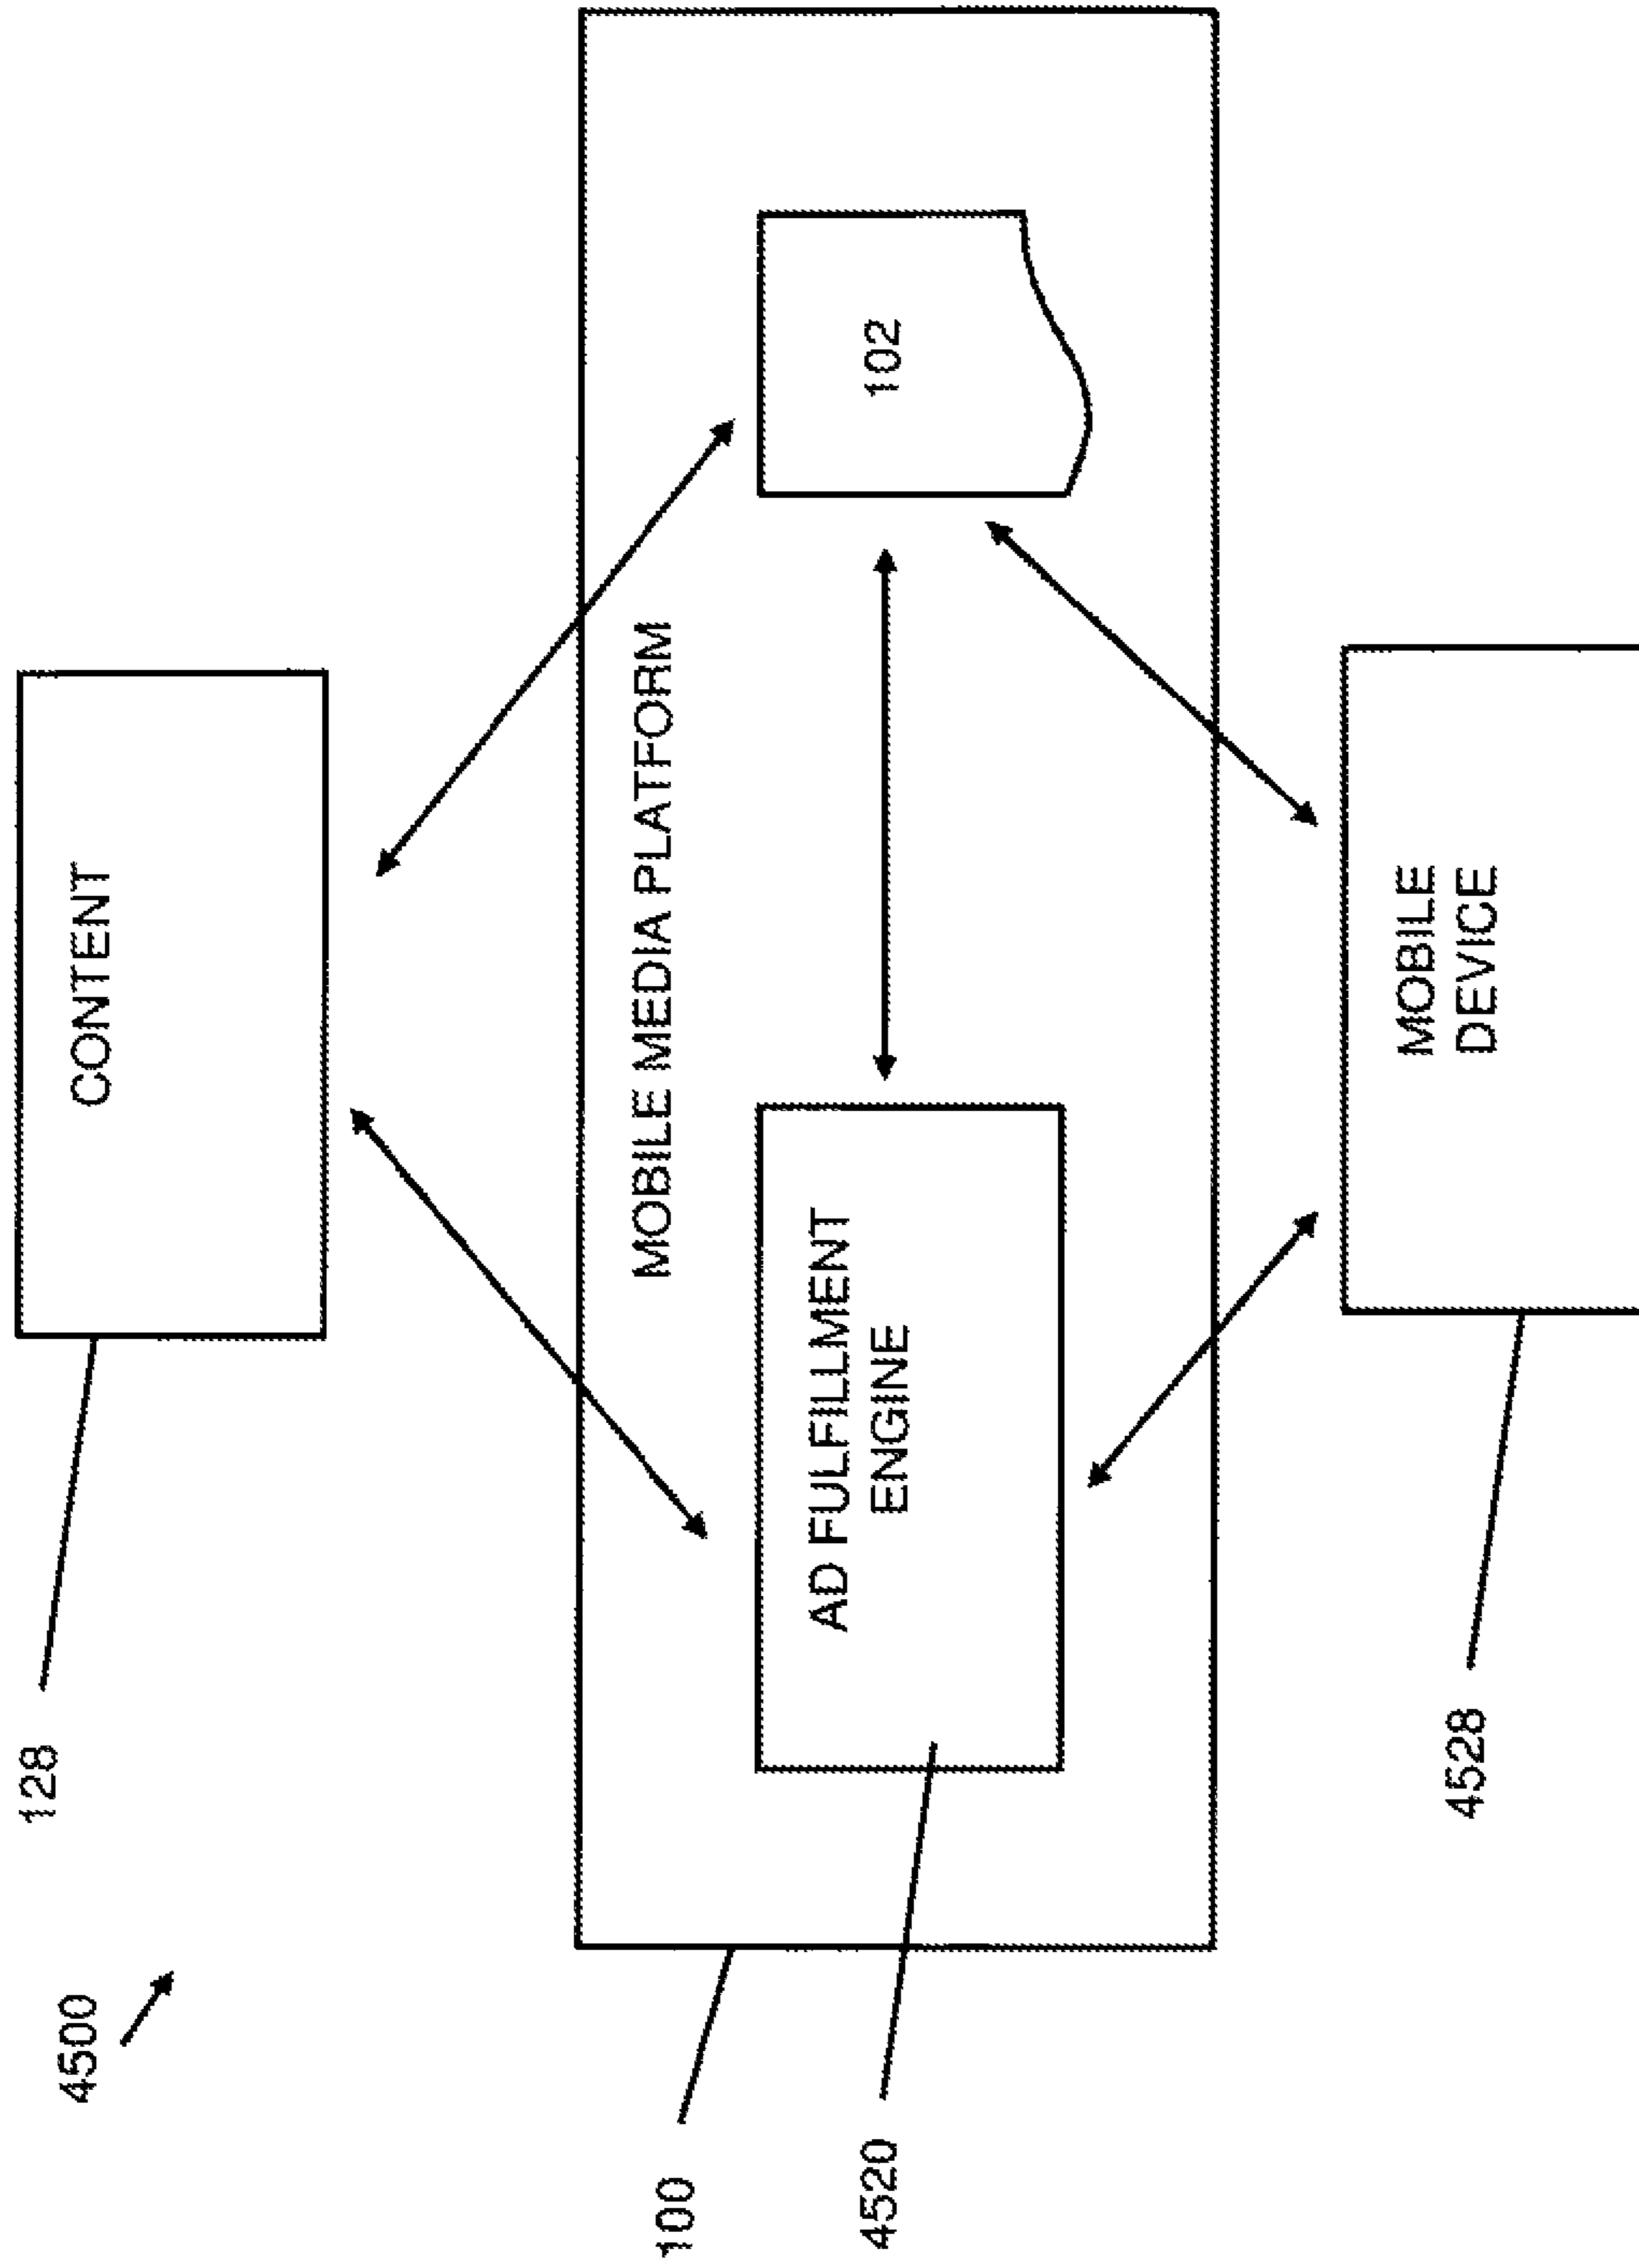 4500
128
CONTENT
100
MOBILE MEDIA PLATFORM
4520
AD FULFILLMENT
ENGINE
102
4528
MOBILE
DEVICE